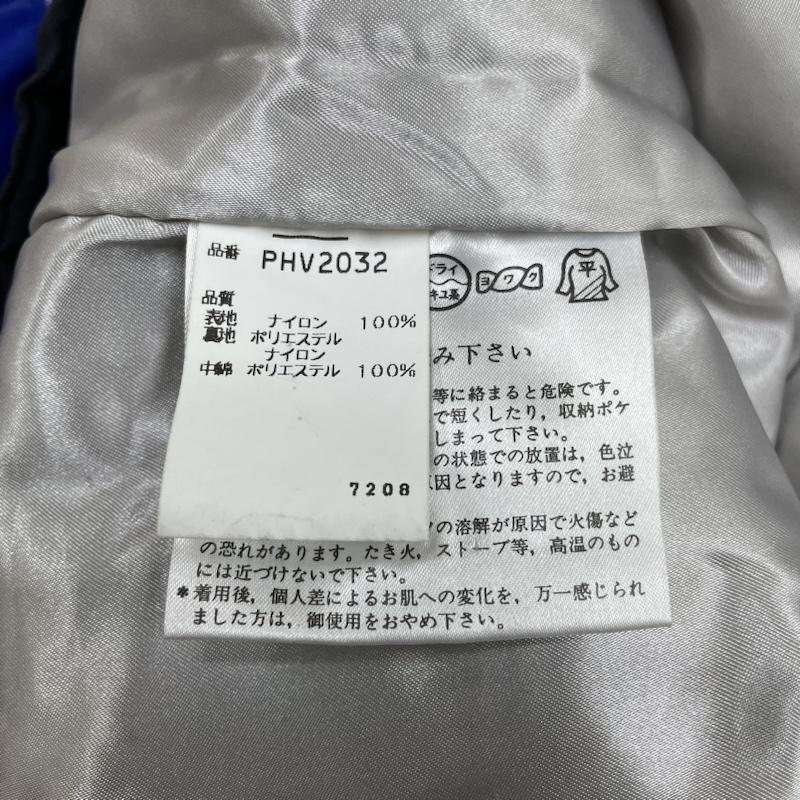 品番 PHV2032
品質
表地 ナイロン 100%
裏地 ポリエステル
ナイロン
中綿 ポリエステル 100%
7208
ドライ
ヨワク
平
み下さい
等に絡まると危険です。
で短くしたり，収納ポケ
しまって下さい。
の状態での放置は，色泣
原因となりますので，お避
の溶解が原因で火傷など
の恐れがあります。たき火，ストーブ等，高温のもの
には近づけないで下さい。
*着用後，個人差によるお肌への変化を，万一感じられ
ました方は，御使用をおやめ下さい。